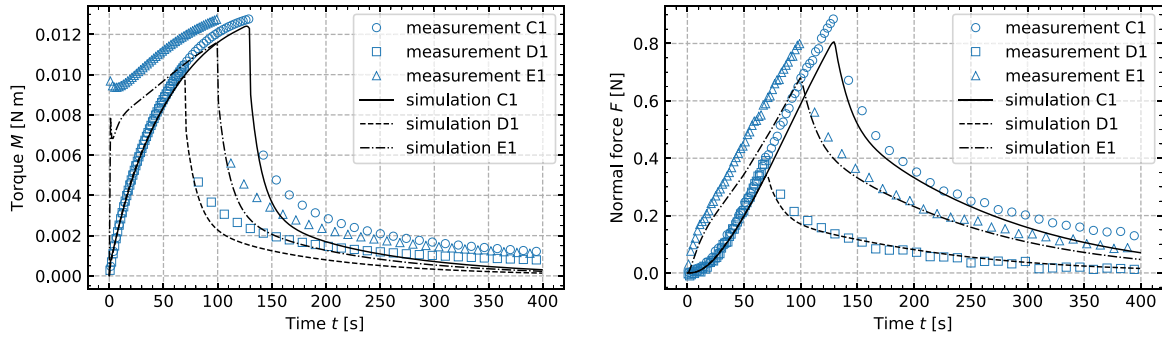 measurement C1
measurement D1
measurement E1
simulation C1
simulation D1
simulation E1
0.012
0.010
0.008
0.006
0.004
0.002
0.000
Torque M [N m]
0 50 100 150 200 250 300 350 400
Time t [s]
measurement C1
measurement D1
measurement E1
simulation C1
simulation D1
simulation E1
0.8
0.6
0.4
0.2
0.0
Normal force F [N]
0 50 100 150 200 250 300 350 400
Time t [s]